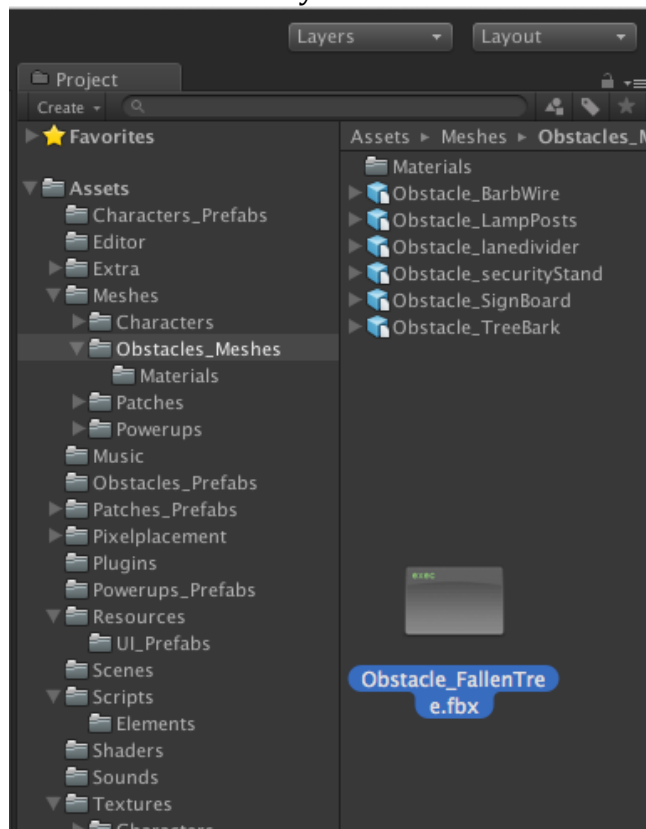 Layers
Layout
Project
Create
Favorites
Assets
Characters_Prefabs
Editor
Extra
Meshes
Characters
Obstacles_Meshes
Materials
Patches
Powerups
Music
Obstacles_Prefabs
Patches_Prefabs
Pixelplacement
Plugins
Powerups_Prefabs
Resources
UI_Prefabs
Scenes
Scripts
Elements
Shaders
Sounds
Textures
Characters
Assets ▸ Meshes ▸ Obstacles_M
Materials
Obstacle_BarbWire
Obstacle_LampPosts
Obstacle_lanedivider
Obstacle_securityStand
Obstacle_SignBoard
Obstacle_TreeBark
exec
Obstacle_FallenTre
e.fbx